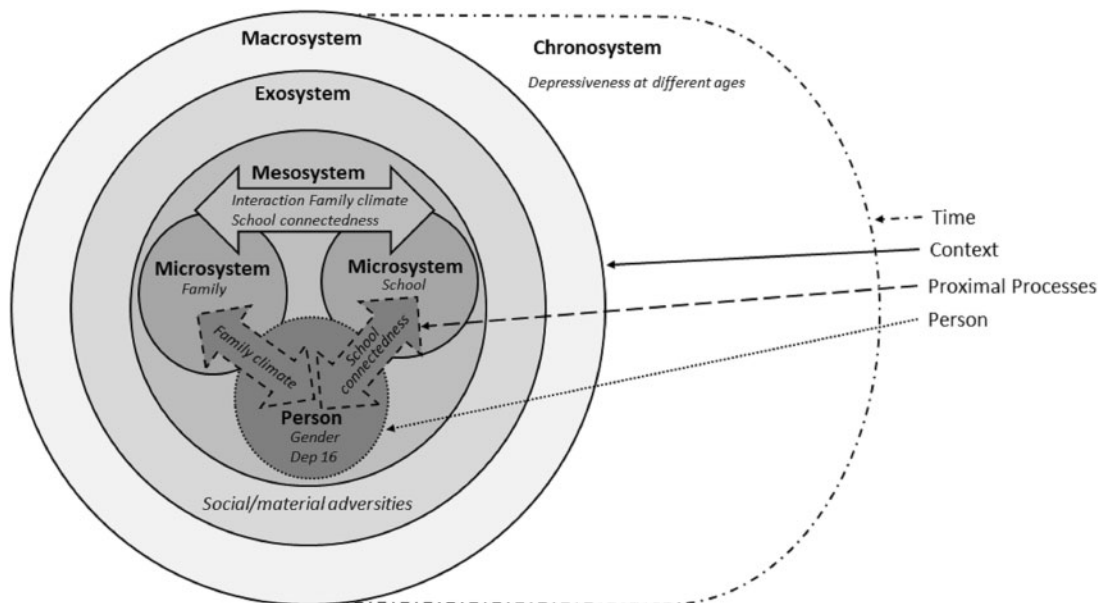 Macrosystem
Chronosystem
Depressiveness at different ages
Exosystem
Mesosystem
Interaction Family climate
School connectedness
Microsystem
Family
Microsystem
School
Family climate
School
connectedness
Person
Gender
Dep 16
Social/material adversities
Time
Context
Proximal Processes
Person